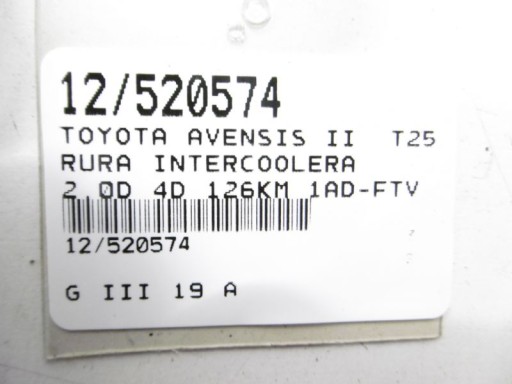 12/520574
TOYOTA AVENSIS II T25
RURA INTERCOOLERA
2.0D 4D 126KM 1AD-FTV
12/520574
G III 19 A